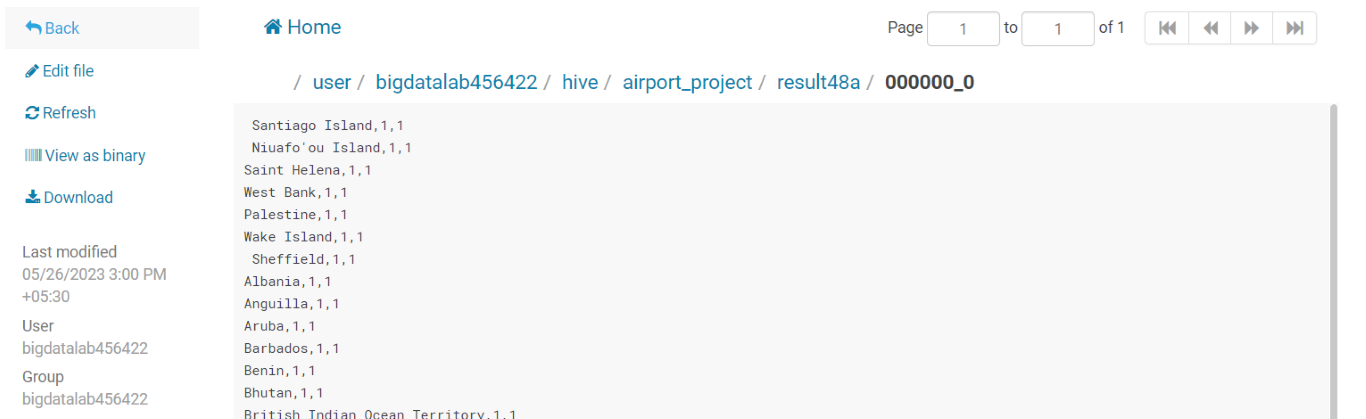 Back
Edit file
Refresh
View as binary
Download
Last modified
05/26/2023 3:00 PM
+05:30
User
bigdatalab456422
Group
bigdatalab456422
Home
Page 1 to 1 of 1
/ user / bigdatalab456422 / hive / airport_project / result48a / 000000_0
Santiago Island,1,1
Niuafo'ou Island,1,1
Saint Helena,1,1
West Bank,1,1
Palestine,1,1
Wake Island,1,1
Sheffield,1,1
Albania,1,1
Anguilla,1,1
Aruba,1,1
Barbados,1,1
Benin,1,1
Bhutan,1,1
British Indian Ocean Territory,1,1